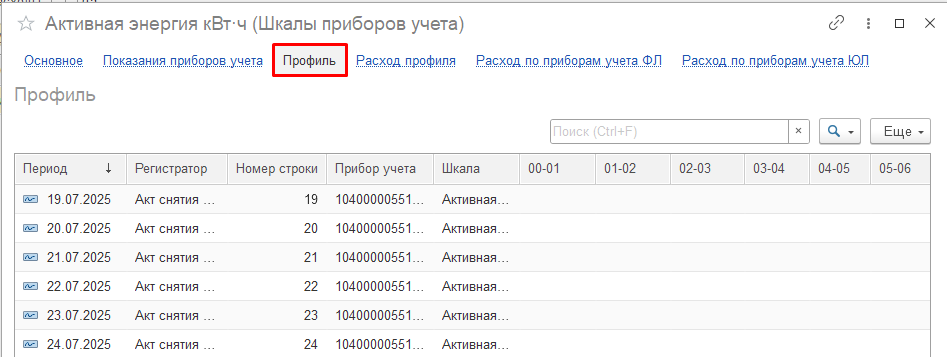 Активная энергия кВт·ч (Шкалы приборов учета)
Основное Показания приборов учета Профиль Расход профиля Расход по приборам учета ФЛ Расход по приборам учета ЮЛ
Профиль
Поиск (Ctrl+F) × Еще
Период ↓ Регистратор Номер строки Прибор учета Шкала 00-01 01-02 02-03 03-04 04-05 05-06
19.07.2025 Акт снятия ... 19 10400000551... Активная...
20.07.2025 Акт снятия ... 20 10400000551... Активная...
21.07.2025 Акт снятия ... 21 10400000551... Активная...
22.07.2025 Акт снятия ... 22 10400000551... Активная...
23.07.2025 Акт снятия ... 23 10400000551... Активная...
24.07.2025 Акт снятия ... 24 10400000551... Активная...